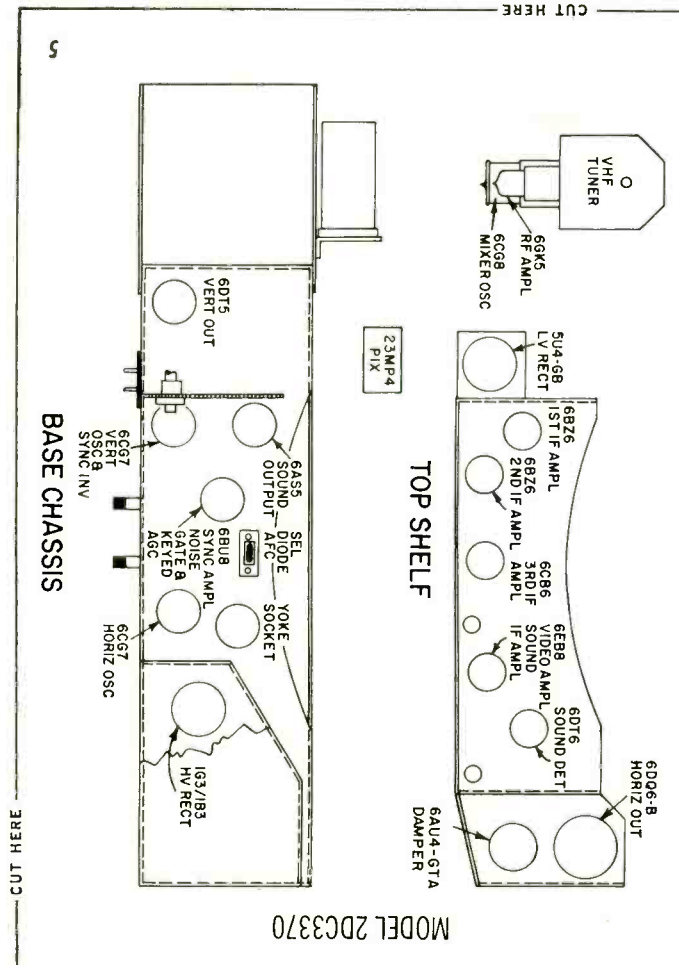 CUT HERE
5
VHF
TUNER
6GK5
RF AMPL
6CG8
MIXER OSC
5U4-GB
LV RECT
6BZ6
1ST IF AMPL
6BZ6
2ND IF AMPL
6CB6
3RD IF
AMPL
6EB8
VIDEO AMPL
SOUND
IF AMPL
6DT6
SOUND DET
6DQ6-B
HORIZ OUT
6AU4-GTA
DAMPER
TOP SHELF
23MP4
PIX
6DT5
VERT OUT
6AS5
SOUND
OUTPUT
SEL
DIODE
AFC
YOKE
SOCKET
6CG7
VERT
OSC &
SYNC INV
6BU8
SYNC AMPL
NOISE
GATE &
KEYED
AGC
6CG7
HORIZ OSC
1G3/1B3
HV RECT
BASE CHASSIS
MODEL 2DC3370
CUT HERE